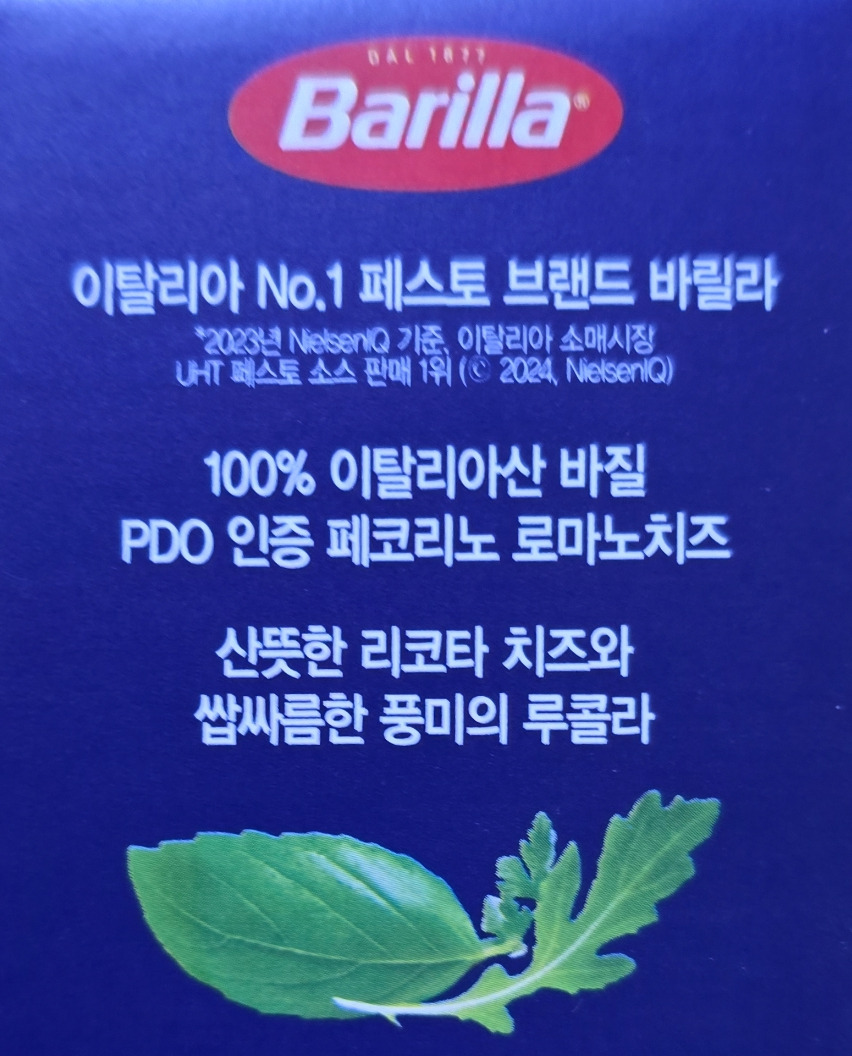 DAL 1877
Barilla®
이탈리아 No.1 페스토 브랜드 바릴라
*2023년 NielsenIQ 기준, 이탈리아 소매시장
UHT 페스토 소스 판매 1위 (© 2024, NielsenIQ)
100% 이탈리아산 바질
PDO 인증 페코리노 로마노치즈
산뜻한 리코타 치즈와
쌉싸름한 풍미의 루콜라